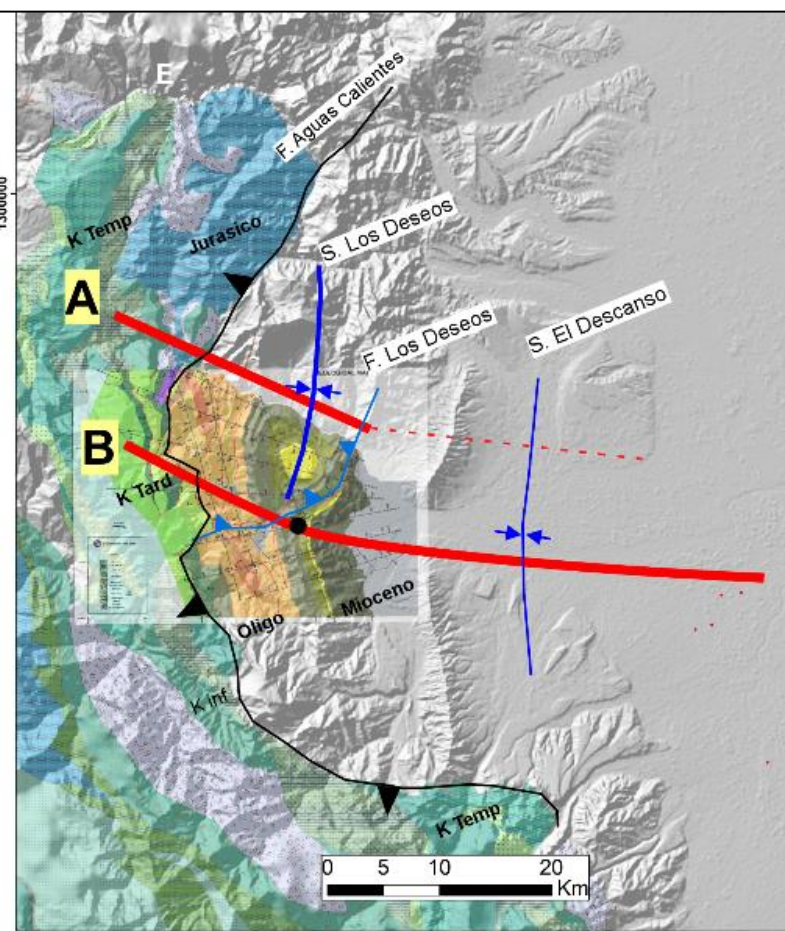 E
F. Aguas Calientes
1300000
K Temp
Jurasico
S. Los Deseos
A
F. Los Deseos
S. El Descanso
B
K Tard
Mioceno
Oligo
K inf
K Temp
0 5 10 20
Km